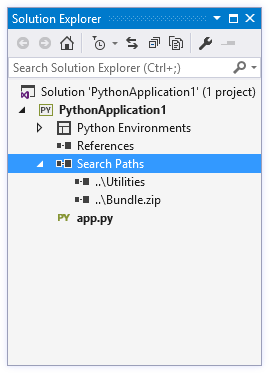 Solution Explorer
Search Solution Explorer (Ctrl+;)
Solution 'PythonApplication1' (1 project)
PY PythonApplication1
Python Environments
References
Search Paths
..\Utilities
..\Bundle.zip
PY app.py